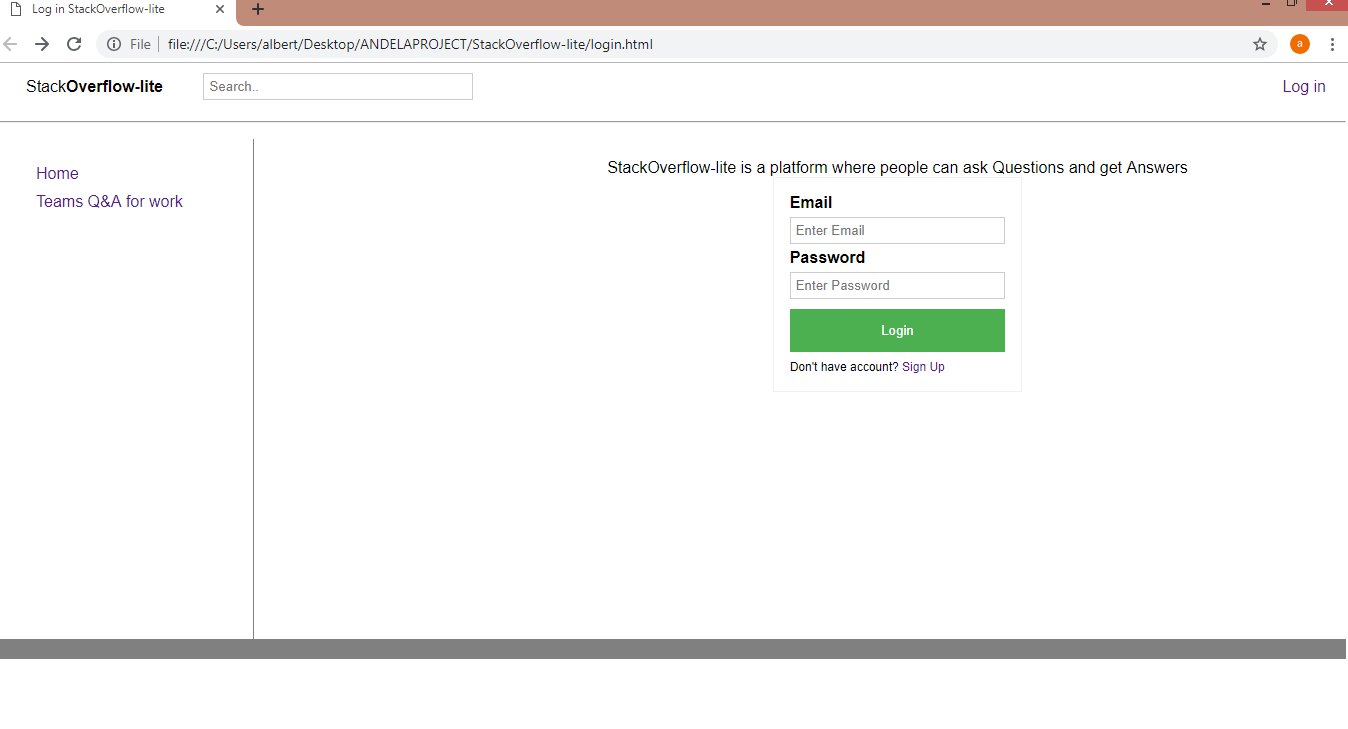 Log in StackOverflow-lite
File file:///C:/Users/albert/Desktop/ANDELAPROJECT/StackOverflow-lite/login.html a
StackOverflow-lite Search.. Log in
Home
Teams Q&A for work
StackOverflow-lite is a platform where people can ask Questions and get Answers
Email
Enter Email
Password
Enter Password
Login
Don't have account? Sign Up